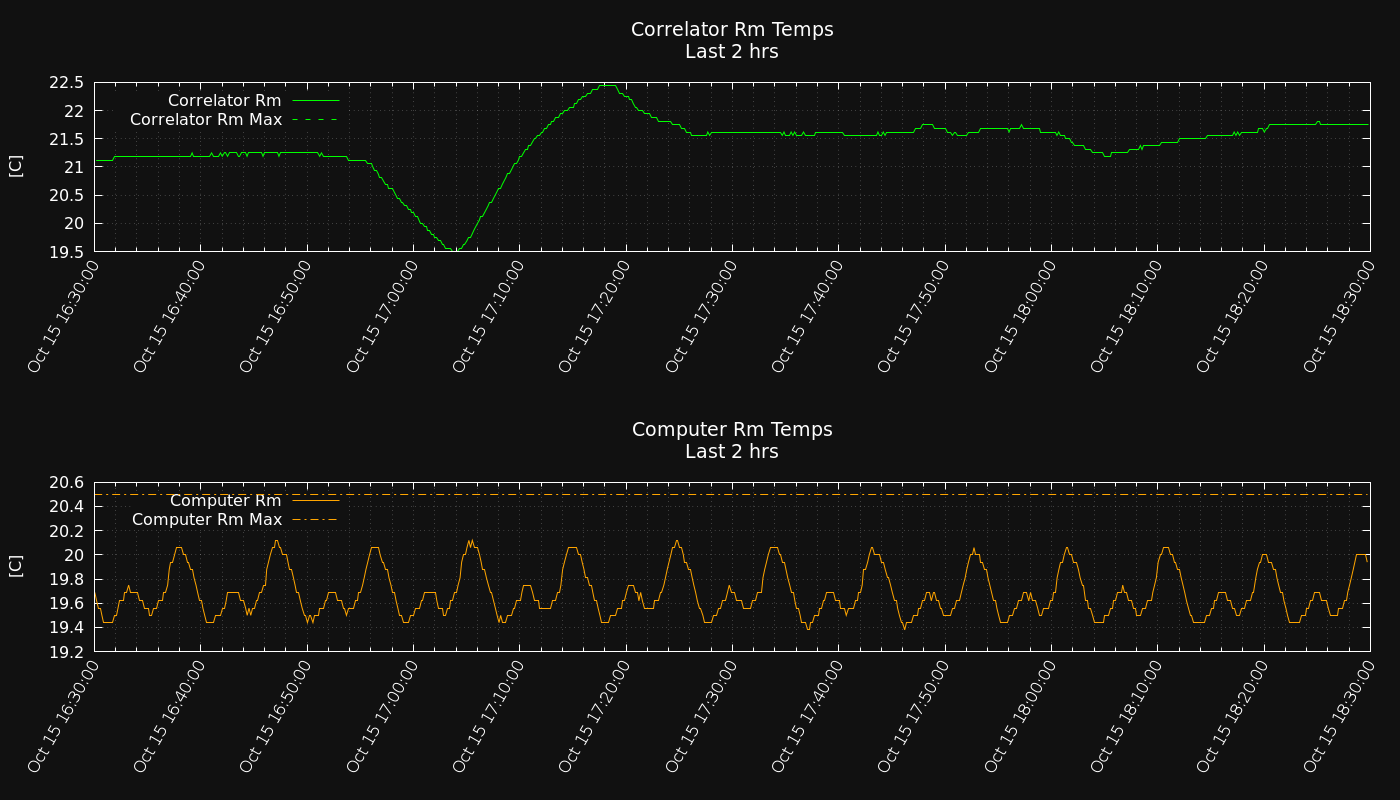 Correlator Rm Temps
Last 2 hrs
22.5
22
21.5
21
20.5
20
19.5
[C]
Correlator Rm
Correlator Rm Max
Oct 15 16:30:00
Oct 15 16:40:00
Oct 15 16:50:00
Oct 15 17:00:00
Oct 15 17:10:00
Oct 15 17:20:00
Oct 15 17:30:00
Oct 15 17:40:00
Oct 15 17:50:00
Oct 15 18:00:00
Oct 15 18:10:00
Oct 15 18:20:00
Oct 15 18:30:00
Computer Rm Temps
Last 2 hrs
20.6
20.4
20.2
20
19.8
19.6
19.4
19.2
[C]
Computer Rm
Computer Rm Max
Oct 15 16:30:00
Oct 15 16:40:00
Oct 15 16:50:00
Oct 15 17:00:00
Oct 15 17:10:00
Oct 15 17:20:00
Oct 15 17:30:00
Oct 15 17:40:00
Oct 15 17:50:00
Oct 15 18:00:00
Oct 15 18:10:00
Oct 15 18:20:00
Oct 15 18:30:00